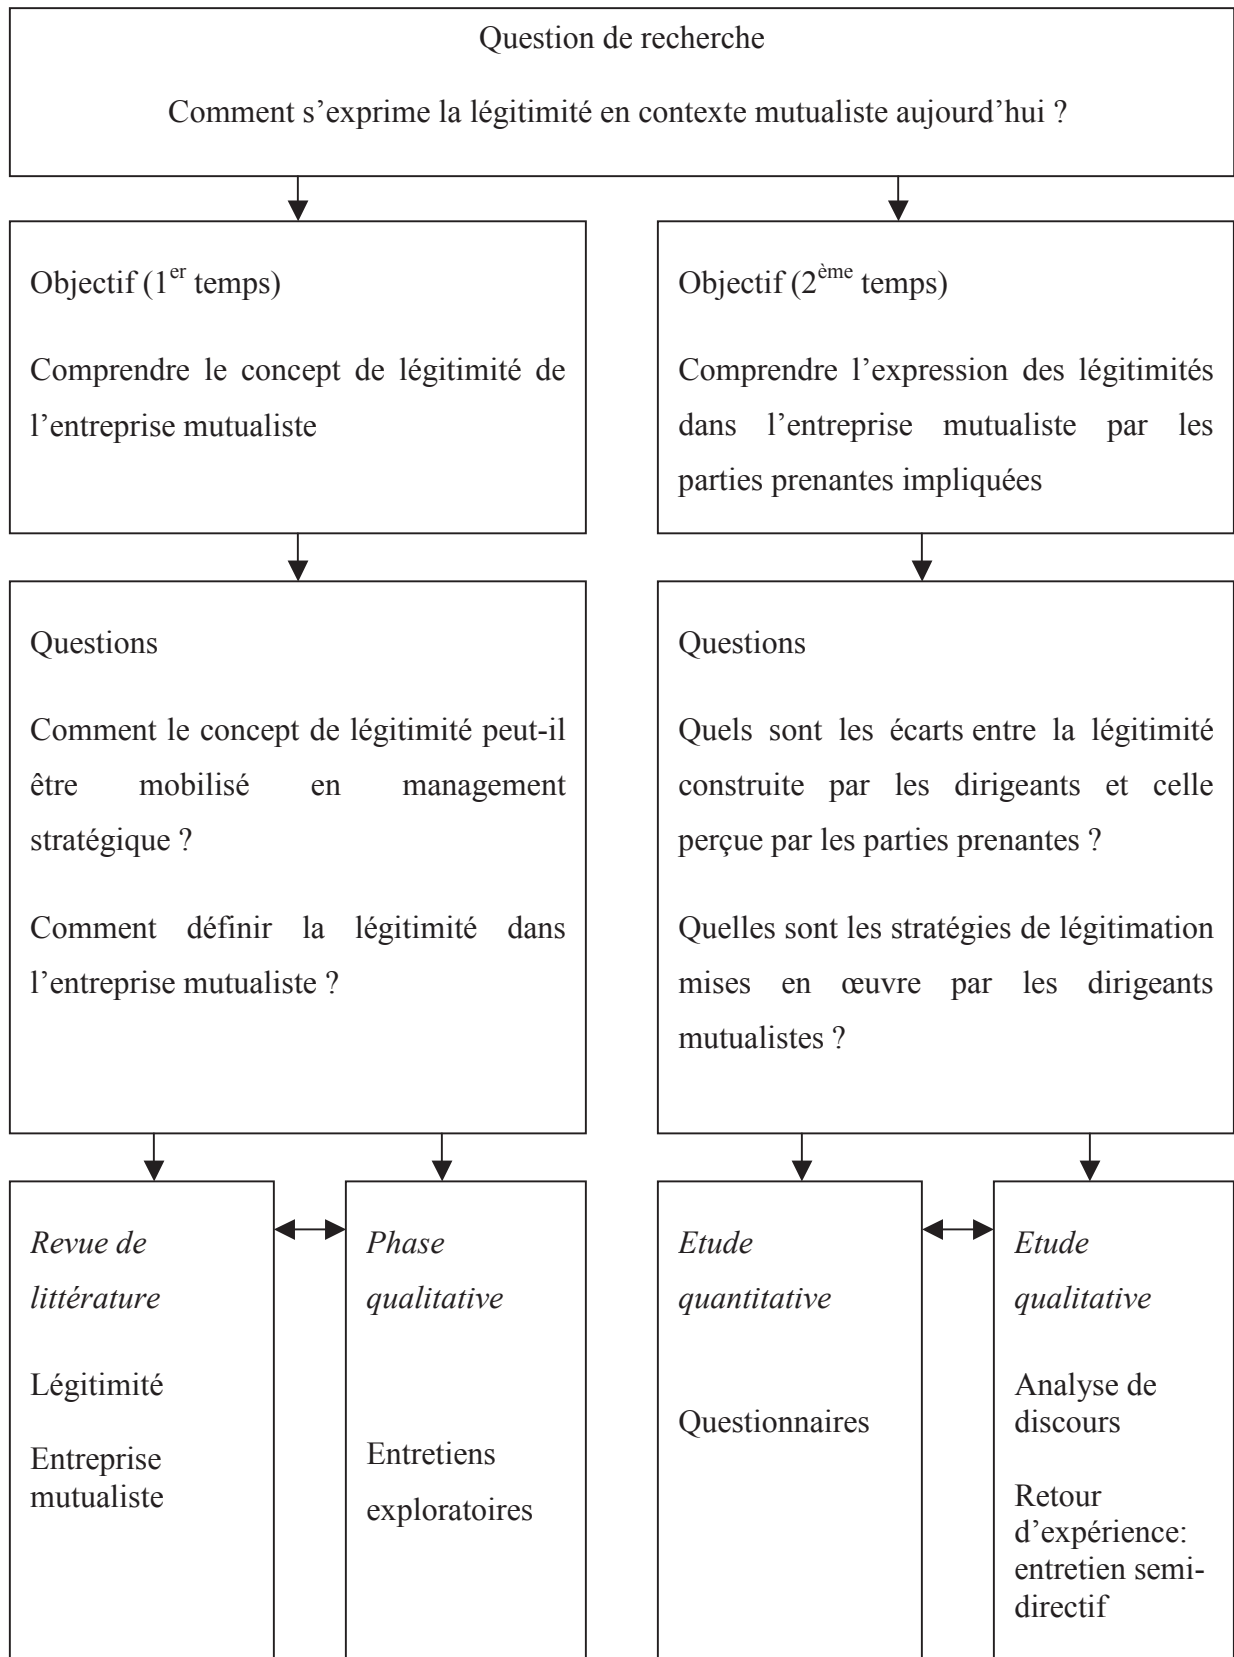 Question de recherche
Comment s’exprime la légitimité en contexte mutualiste aujourd’hui ?
Objectif (1er temps)
Comprendre le concept de légitimité de
l’entreprise mutualiste
Objectif (2ème temps)
Comprendre l’expression des légitimités
dans l’entreprise mutualiste par les
parties prenantes impliquées
Questions
Comment le concept de légitimité peut-il
être mobilisé en management
stratégique ?
Comment définir la légitimité dans
l’entreprise mutualiste ?
Questions
Quels sont les écarts entre la légitimité
construite par les dirigeants et celle
perçue par les parties prenantes ?
Quelles sont les stratégies de légitimation
mises en œuvre par les dirigeants
mutualistes ?
Revue de
littérature
Légitimité
Entreprise
mutualiste
Phase
qualitative
Entretiens
exploratoires
Etude
quantitative
Questionnaires
Etude
qualitative
Analyse de
discours
Retour
d’expérience:
entretien semi-
directif